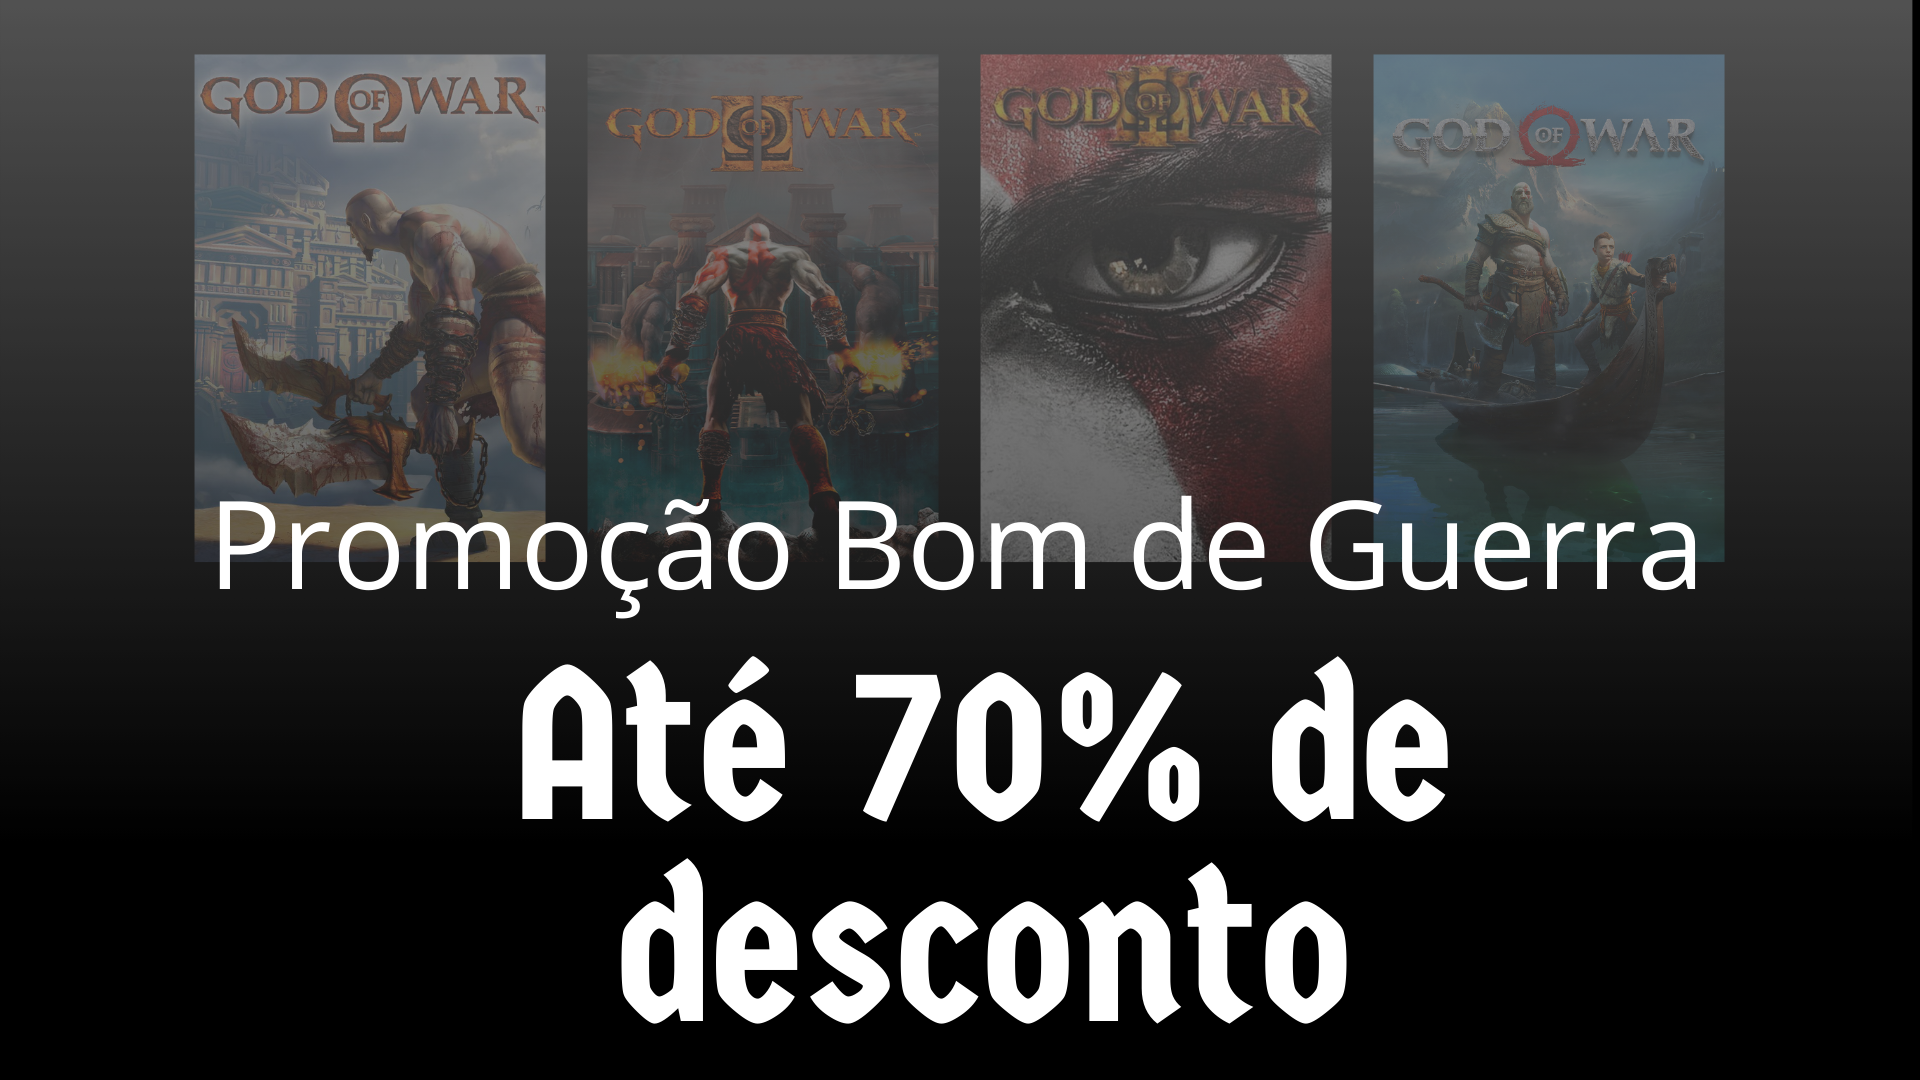 GOD OF WAR™
GOD OF WAR
GOD OF WAR
GOD OF WAR
Promoção Bom de Guerra
Até 70% de
desconto